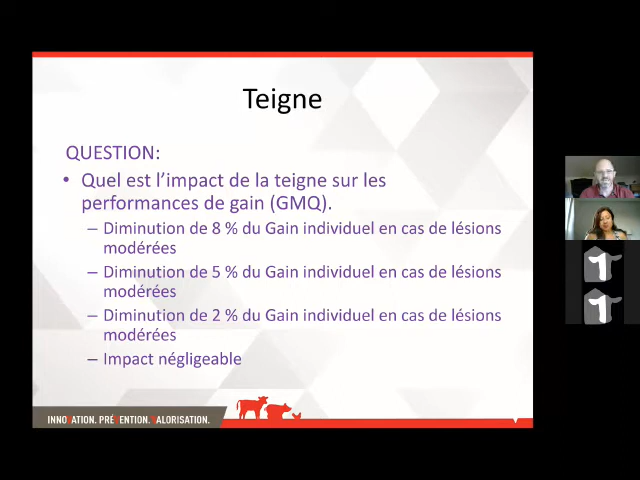 Teigne
QUESTION:
• Quel est l’impact de la teigne sur les
performances de gain (GMQ).
– Diminution de 8 % du Gain individuel en cas de lésions
modérées
– Diminution de 5 % du Gain individuel en cas de lésions
modérées
– Diminution de 2 % du Gain individuel en cas de lésions
modérées
– Impact négligeable
INNOVATION. PRÉVENTION. VALORISATION.